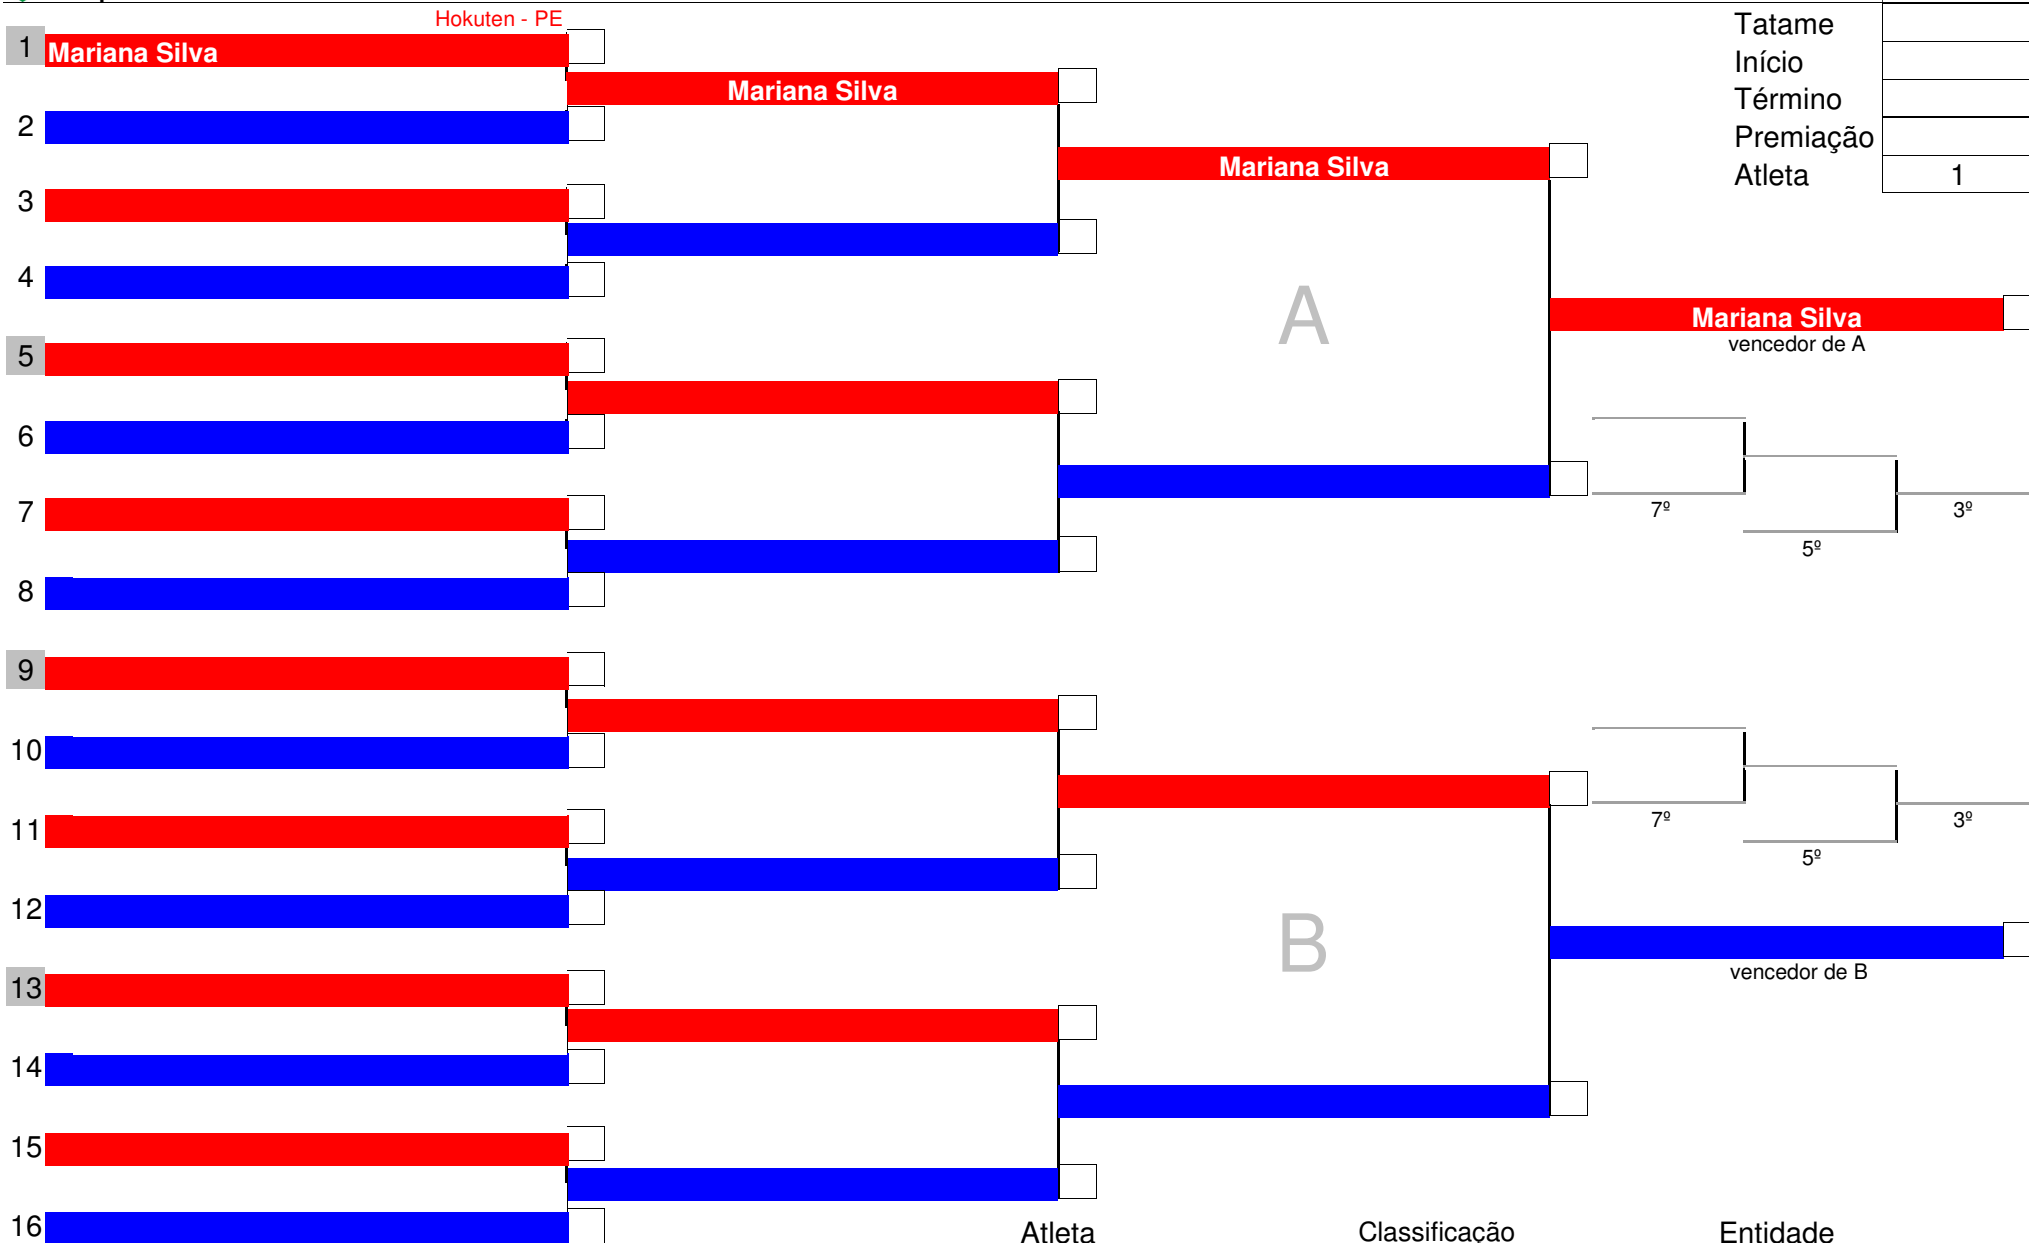 Hokuten - PE
Tatame
1 Mariana Silva
Início
Mariana Silva
Término
2
Premiação
Mariana Silva
Atleta 1
3
4
A
Mariana Silva
vencedor de A
5
6
7
7º 3º
5º
8
9
10
11
7º 3º
5º
12
B
vencedor de B
13
14
15
16
Atleta Classificação Entidade